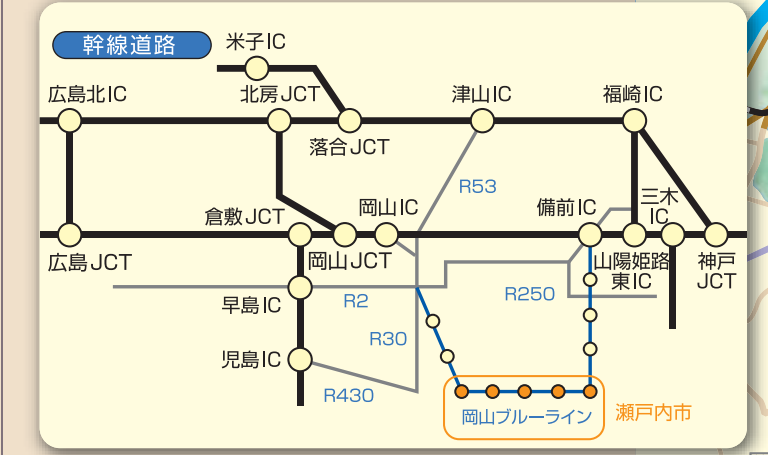 幹線道路
米子IC
広島北IC
北房JCT
津山IC
福崎IC
落合JCT
R53
倉敷JCT
岡山IC
備前IC
三木
IC
広島JCT
岡山JCT
山陽姫路
東IC
神戸
JCT
早島IC
R2
R250
R30
児島IC
R430
岡山ブルーライン
瀬戸内市